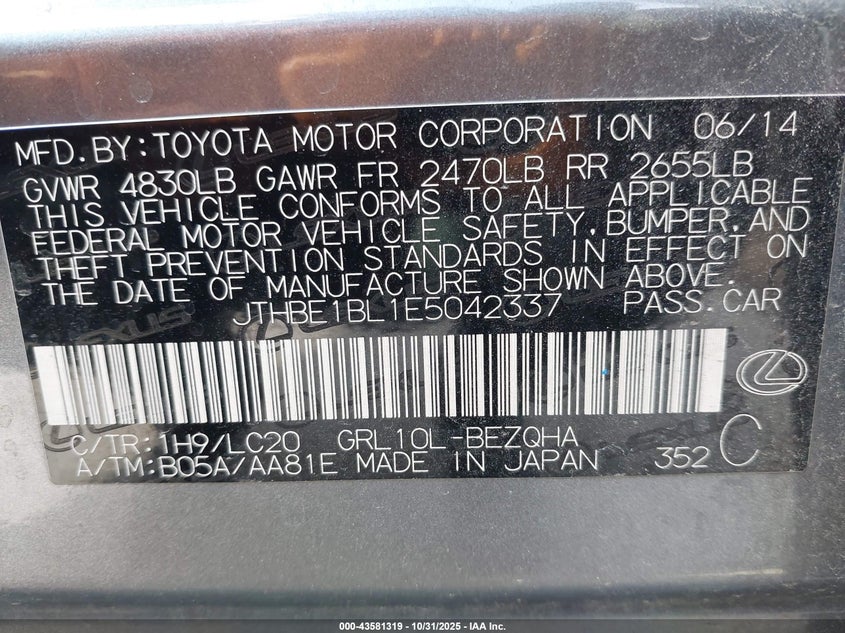 MFD. BY: TOYOTA MOTOR CORPORATION 06/14
GVWR 4830LB GAWR FR 2470LB RR 2655LB
THIS VEHICLE CONFORMS TO ALL APPLICABLE
FEDERAL MOTOR VEHICLE SAFETY, BUMPER, AND
THEFT PREVENTION STANDARDS IN EFFECT ON
THE DATE OF MANUFACTURE SHOWN ABOVE.
JTHBE1BL1E5042337 PASS. CAR
C/TR: 1H9/LC20 GRL10L-BEZQHA
A/TM: B05A/AA81E MADE IN JAPAN 352 C
000-43581319 - 10/31/2025 - IAA Inc.